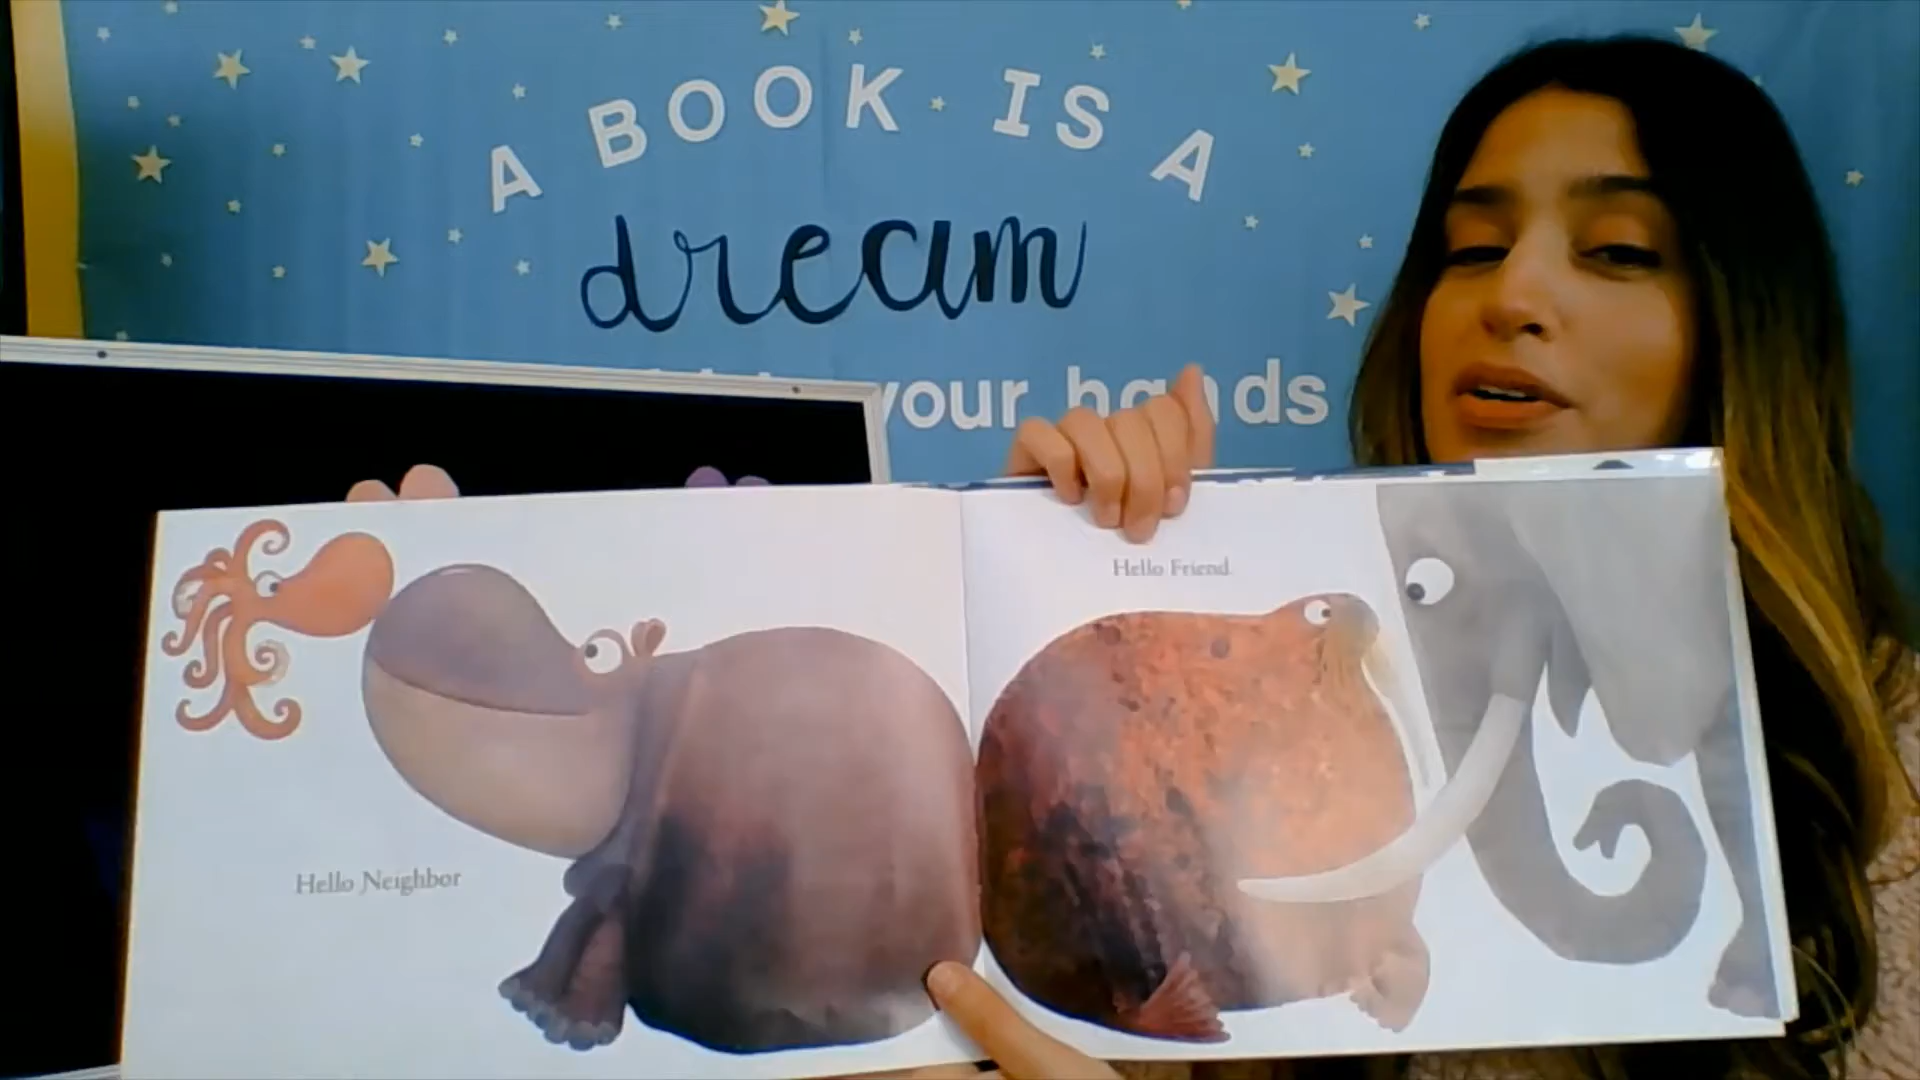 A BOOK IS A
dream
your hands
Hello Friend.
Hello Neighbor